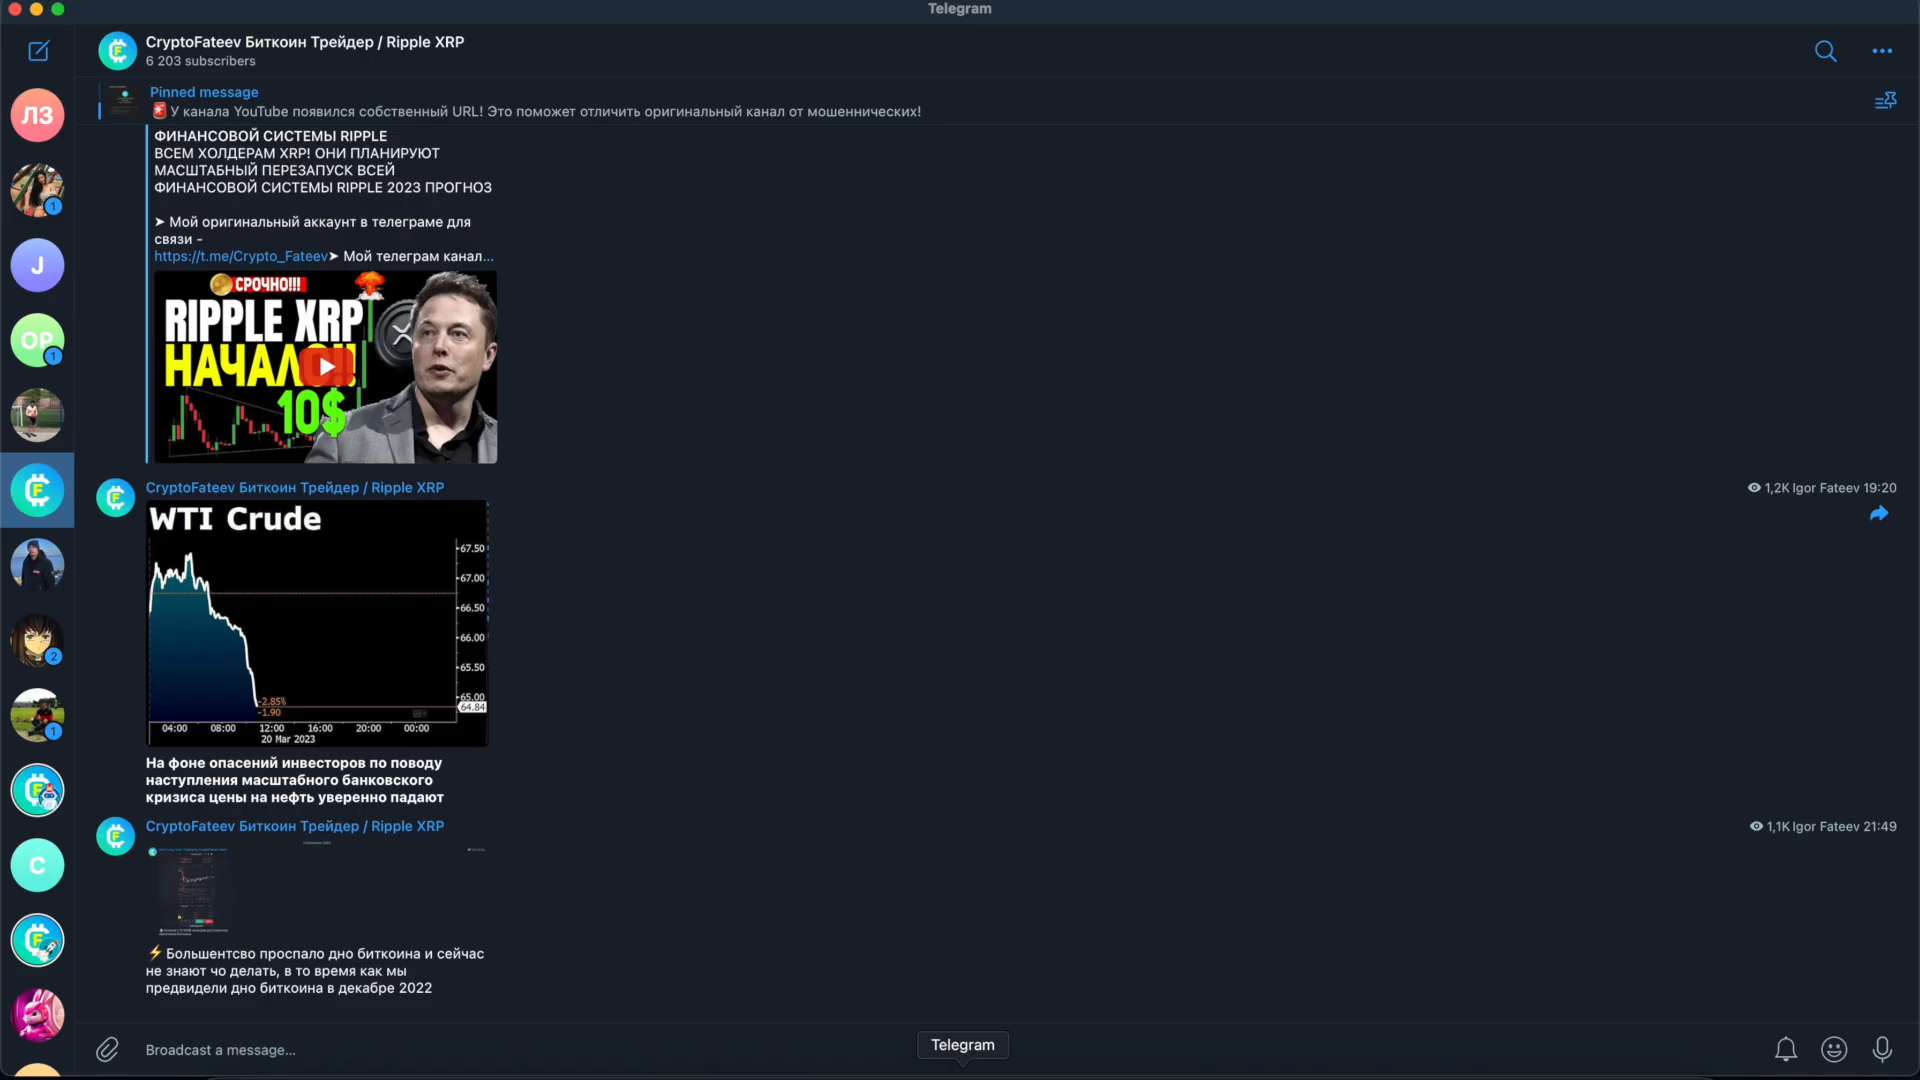 Telegram
CryptoFateev Биткоин Трейдер / Ripple XRP
6 203 subscribers
Pinned message
У канала YouTube появился собственный URL! Это поможет отличить оригинальный канал от мошеннических!
ЛЗ
J
OP
C
1
1
2
1
ФИНАНСОВОЙ СИСТЕМЫ RIPPLE
ВСЕМ ХОЛДЕРАМ XRP! ОНИ ПЛАНИРУЮТ
МАСШТАБНЫЙ ПЕРЕЗАПУСК ВСЕЙ
ФИНАНСОВОЙ СИСТЕМЫ RIPPLE 2023 ПРОГНОЗ
➤ Мой оригинальный аккаунт в телеграме для
связи -
https://t.me/Crypto_Fateev➤ Мой телеграм канал...
СРОЧНО!!!
RIPPLE XRP
НАЧАЛО!!
10$
CryptoFateev Биткоин Трейдер / Ripple XRP
1,2K Igor Fateev 19:20
WTI Crude
67.50
67.00
66.50
66.00
65.50
65.00
64.84
-2.85%
-1.90
04:00 08:00 12:00 16:00 20:00 00:00
20 Mar 2023
На фоне опасений инвесторов по поводу
наступления масштабного банковского
кризиса цены на нефть уверенно падают
CryptoFateev Биткоин Трейдер / Ripple XRP
1,1K Igor Fateev 21:49
⚡Большентсво проспало дно биткоина и сейчас
не знают чо делать, в то время как мы
предвидели дно биткоина в декабре 2022
Broadcast a message...
Telegram